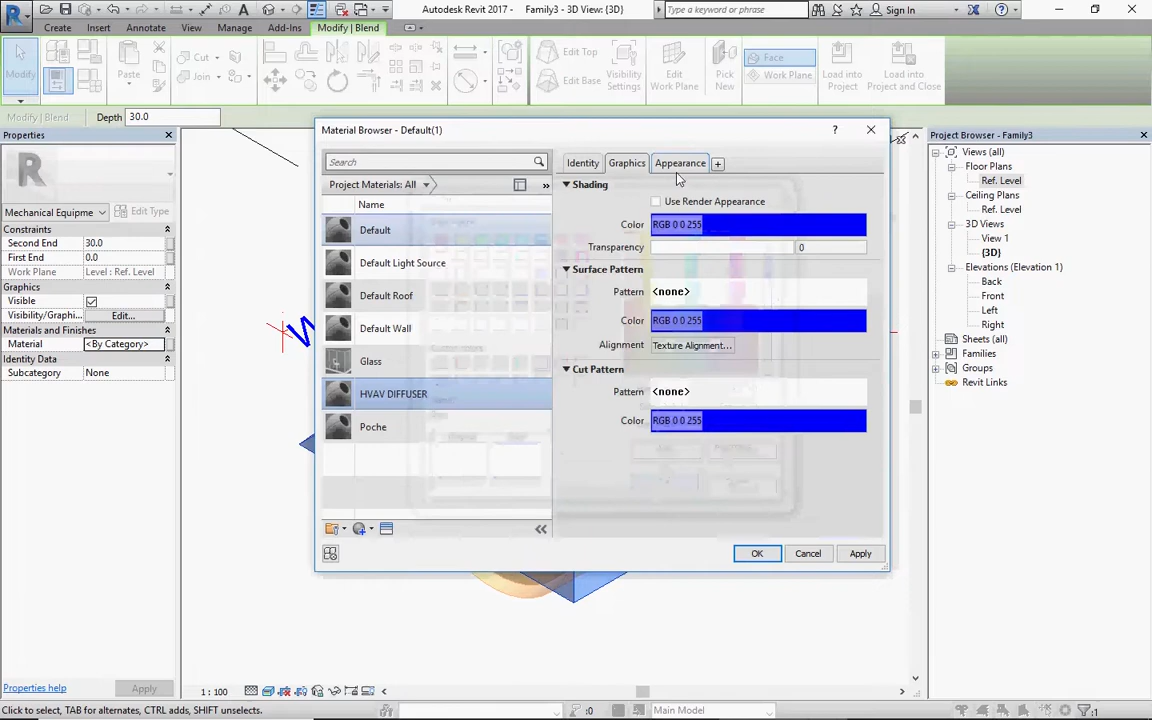 Autodesk Revit 2017 - Family3 - 3D View: {3D}
Type a keyword or phrase
Sign In
Create Insert Annotate View Manage Add-Ins Modify | Blend
Modify
Paste
Cut
Join
Edit Top
Edit Base
Visibility Settings
Edit Work Plane
Pick New
Face
Work Plane
Load into Project
Load into Project and Close
Modify | Blend Depth 30.0
Properties
Mechanical Equipme
Edit Type
Constraints
Second End 30.0
First End 0.0
Work Plane Level : Ref. Level
Graphics
Visible
Visibility/Graphi... Edit...
Materials and Finishes
Material <By Category>
Identity Data
Subcategory None
Properties help
Apply
W
Material Browser - Default(1)
?
Search
Project Materials: All
Name
Default
Default Light Source
Default Roof
Default Wall
Glass
HVAV DIFFUSER
Poche
Identity Graphics Appearance
Shading
Use Render Appearance
Color RGB 0 0 255
Transparency 0
Surface Pattern
Pattern <none>
Color RGB 0 0 255
Alignment Texture Alignment...
Cut Pattern
Pattern <none>
Color RGB 0 0 255
OK Cancel Apply
Project Browser - Family3
Views (all)
Floor Plans
Ref. Level
Ceiling Plans
Ref. Level
3D Views
View 1
{3D}
Elevations (Elevation 1)
Back
Front
Left
Right
Sheets (all)
Families
Groups
Revit Links
1 : 100
Click to select, TAB for alternates, CTRL adds, SHIFT unselects.
:0
Main Model
:1